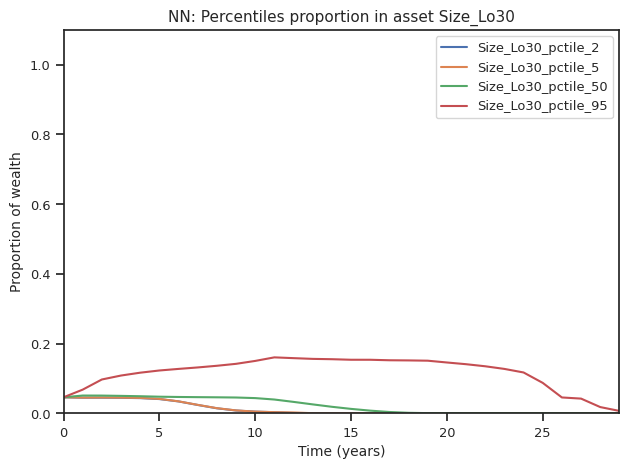 NN: Percentiles proportion in asset Size_Lo30
Size_Lo30_pctile_2
Size_Lo30_pctile_5
Size_Lo30_pctile_50
Size_Lo30_pctile_95
Proportion of wealth
1.0
0.8
0.6
0.4
0.2
0.0
0 5 10 15 20 25
Time (years)